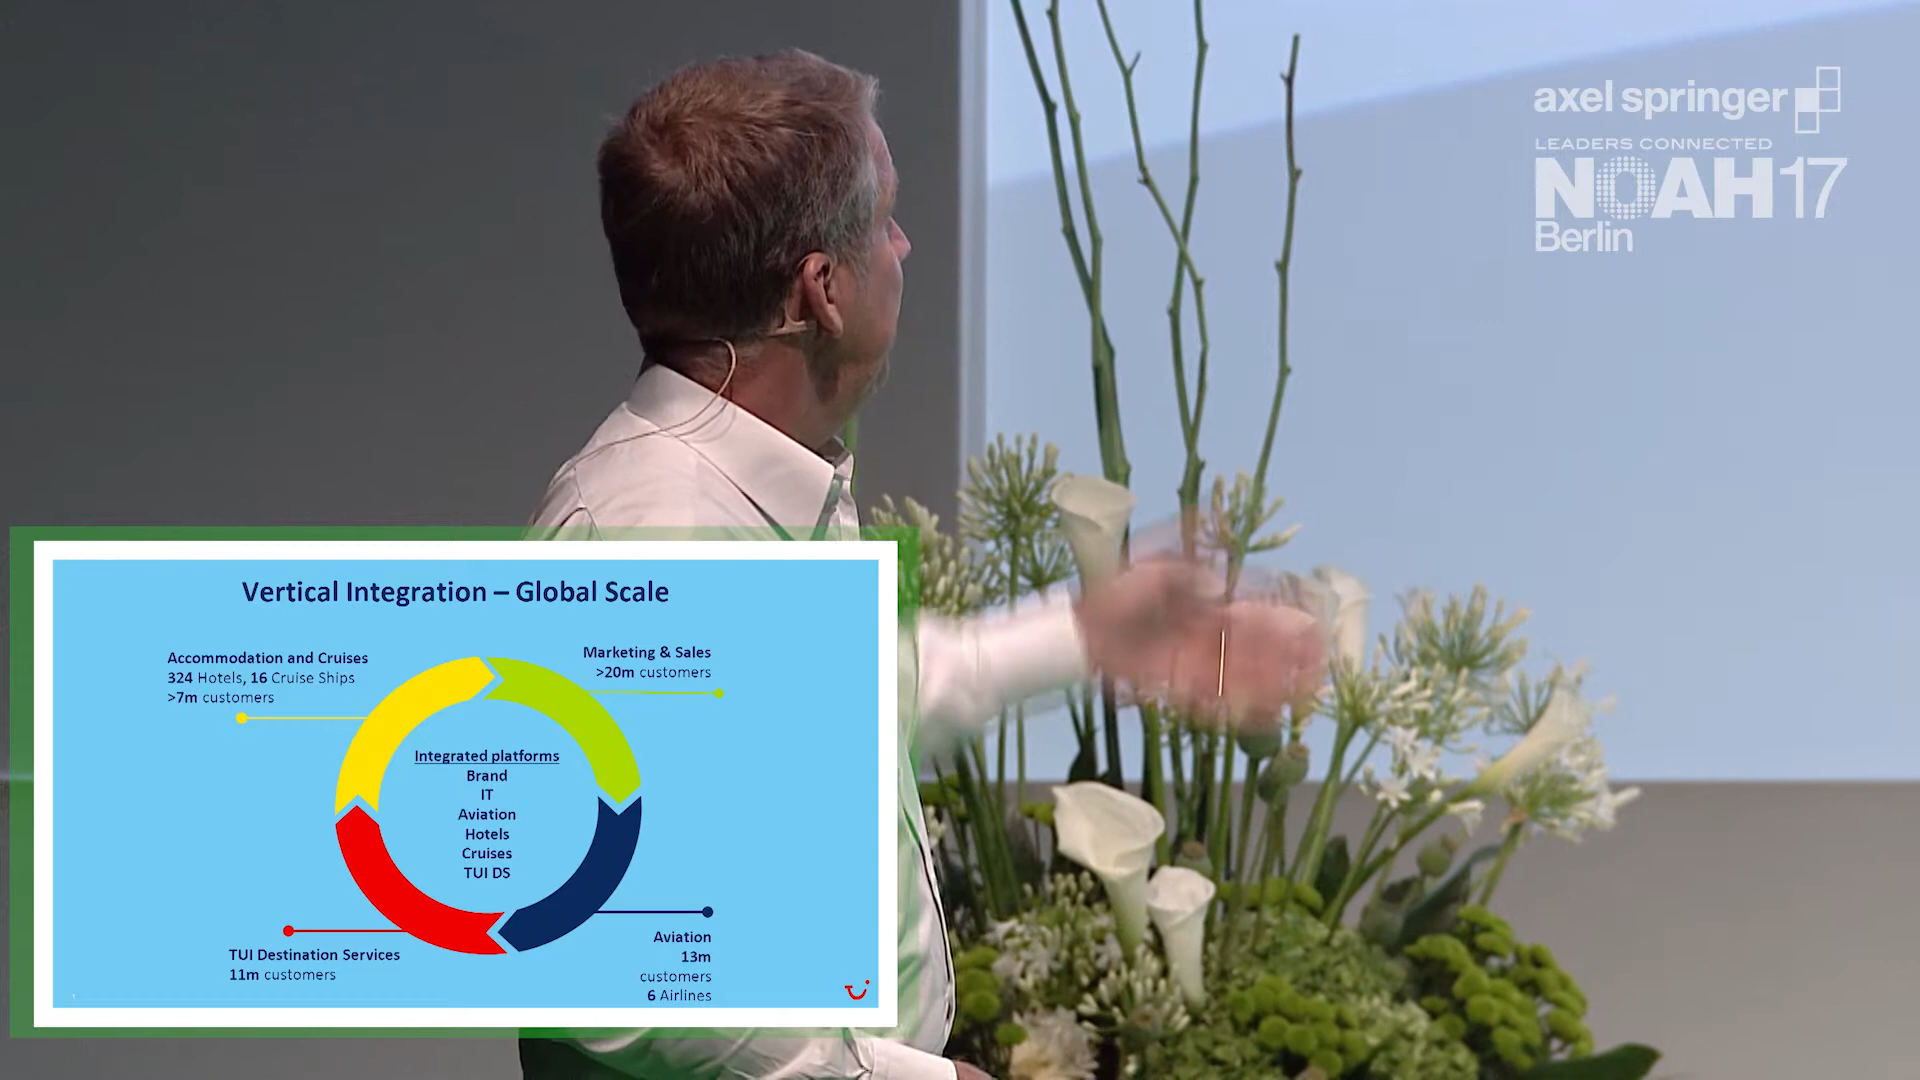 axel springer
LEADERS CONNECTED
NOAH17
Berlin
Vertical Integration – Global Scale
Accommodation and Cruises
324 Hotels, 16 Cruise Ships
>7m customers
Marketing & Sales
>20m customers
Integrated platforms
Brand
IT
Aviation
Hotels
Cruises
TUI DS
TUI Destination Services
11m customers
Aviation
13m
customers
6 Airlines